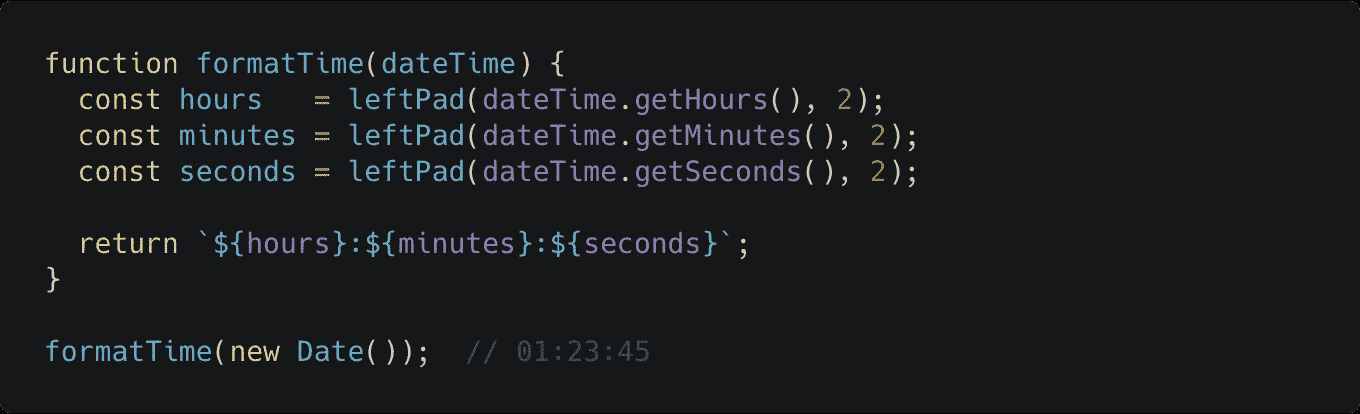 function formatTime(dateTime) {
  const hours   = leftPad(dateTime.getHours(), 2);
  const minutes = leftPad(dateTime.getMinutes(), 2);
  const seconds = leftPad(dateTime.getSeconds(), 2);

  return `${hours}:${minutes}:${seconds}`;
}

formatTime(new Date());  // 01:23:45